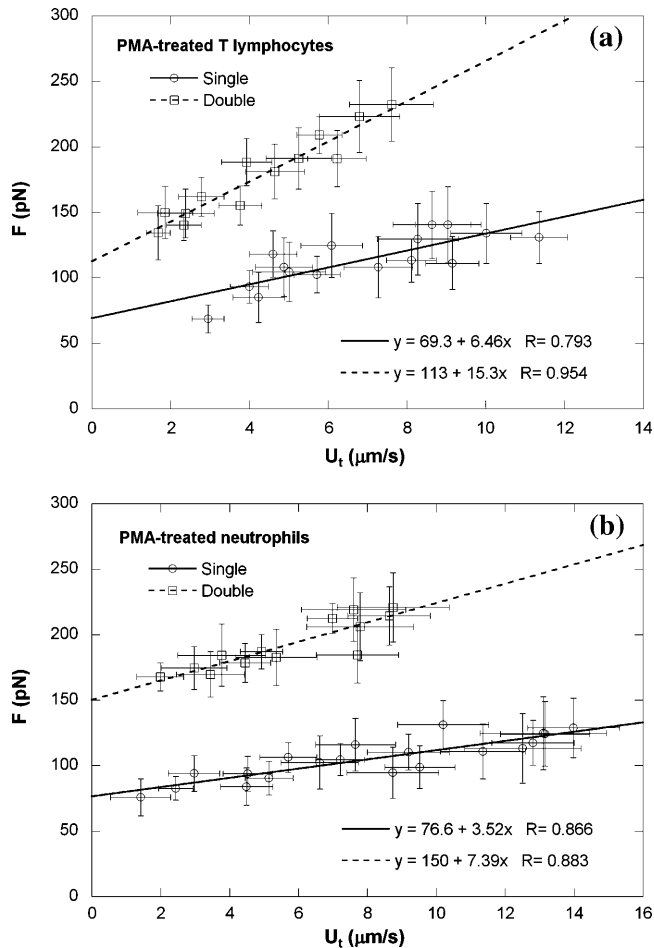 300
250
200
150
100
50
0
F (pN)
PMA-treated T lymphocytes
(a)
Single
Double
y = 69.3 + 6.46x R= 0.793
y = 113 + 15.3x R= 0.954
0 2 4 6 8 10 12 14
Uₜ (μm/s)
300
250
200
150
100
50
0
F (pN)
PMA-treated neutrophils
(b)
Single
Double
y = 76.6 + 3.52x R= 0.866
y = 150 + 7.39x R= 0.883
0 2 4 6 8 10 12 14 16
Uₜ (μm/s)